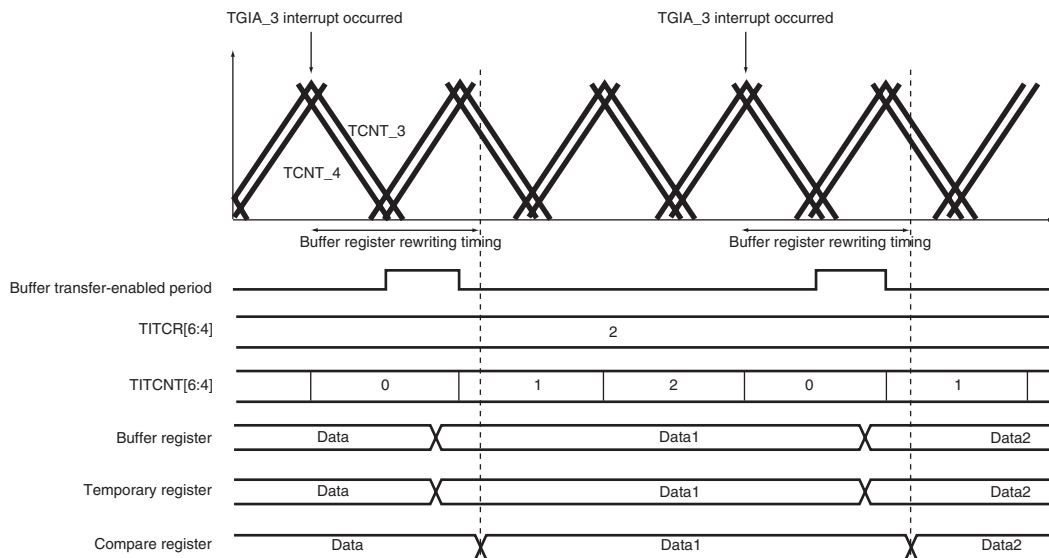 TGIA_3 interrupt occurred
TGIA_3 interrupt occurred
TCNT_3
TCNT_4
Buffer register rewriting timing
Buffer register rewriting timing
Buffer transfer-enabled period
TITCR[6:4]
2
TITCNT[6:4]
0
1
2
0
1
Buffer register
Data
Data1
Data2
Temporary register
Data
Data1
Data2
Compare register
Data
Data1
Data2